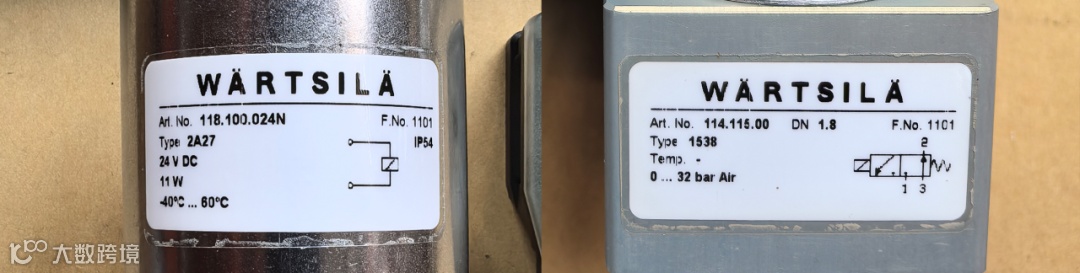 WÄRTSILÄ
Art. No. 118.100.024N F.No. 1101
Type 2A27 IP54
24 V DC
11 W
-40°C ... 60°C
WÄRTSILÄ
Art. No. 114.115.00 DN 1.8 F.No. 1101
Type 1538
Temp. -
0 ... 32 bar Air
2
1 3
大数跨境